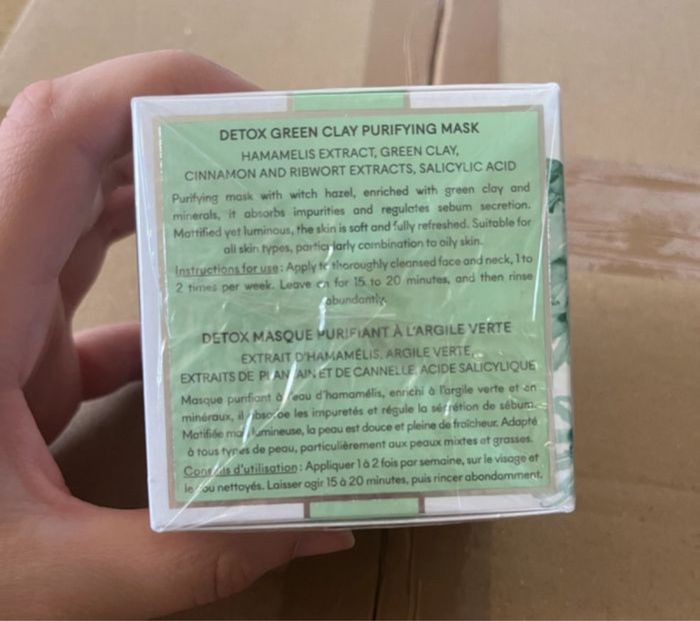 DETOX GREEN CLAY PURIFYING MASK
HAMAMELIS EXTRACT, GREEN CLAY,
CINNAMON AND RIBWORT EXTRACTS, SALICYLIC ACID
Purifying mask with witch hazel, enriched with green clay and
minerals, it absorbs impurities and regulates sebum secretion.
Mattified yet luminous, the skin is soft and fully refreshed. Suitable for
all skin types, particularly combination to oily skin.
Instructions for use: Apply to thoroughly cleansed face and neck, 1 to
2 times per week. Leave on for 15 to 20 minutes, and then rinse
abundantly.
DETOX MASQUE PURIFIANT À L'ARGILE VERTE
EXTRAIT D'HAMAMÉLIS, ARGILE VERTE,
EXTRAITS DE PLANTAIN ET DE CANNELLE, ACIDE SALICYLIQUE
Masque purifiant à l'eau d'hamamélis, enrichi à l'argile verte et en
minéraux, il absorbe les impuretés et régule la sécrétion de sébum.
Matifiée mais lumineuse, la peau est douce et pleine de fraîcheur. Adapté
à tous types de peau, particulièrement aux peaux mixtes et grasses.
Conseils d'utilisation : Appliquer 1 à 2 fois par semaine, sur le visage et
le cou nettoyés. Laisser agir 15 à 20 minutes, puis rincer abondamment.